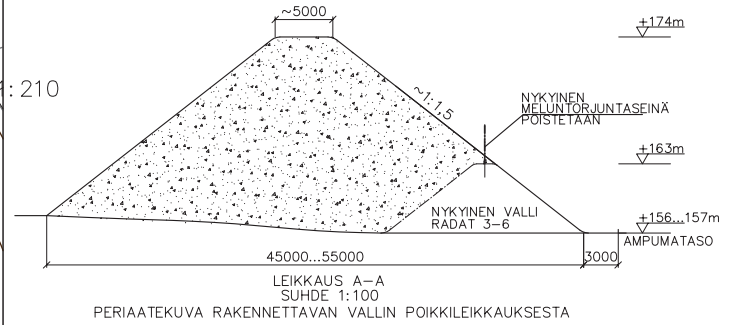 ~5000
+174m
1:210
~1:1,5
NYKYINEN
MELUNTORJUNTASEINÄ
POISTETAAN
+163m
NYKYINEN VALLI
RADAT 3-6
+156...157m
AMPUMATASO
45000...55000
3000
LEIKKAUS A-A
SUHDE 1:100
PERIAATEKUVA RAKENNETTAVAN VALLIN POIKKILEIKKAUKSESTA